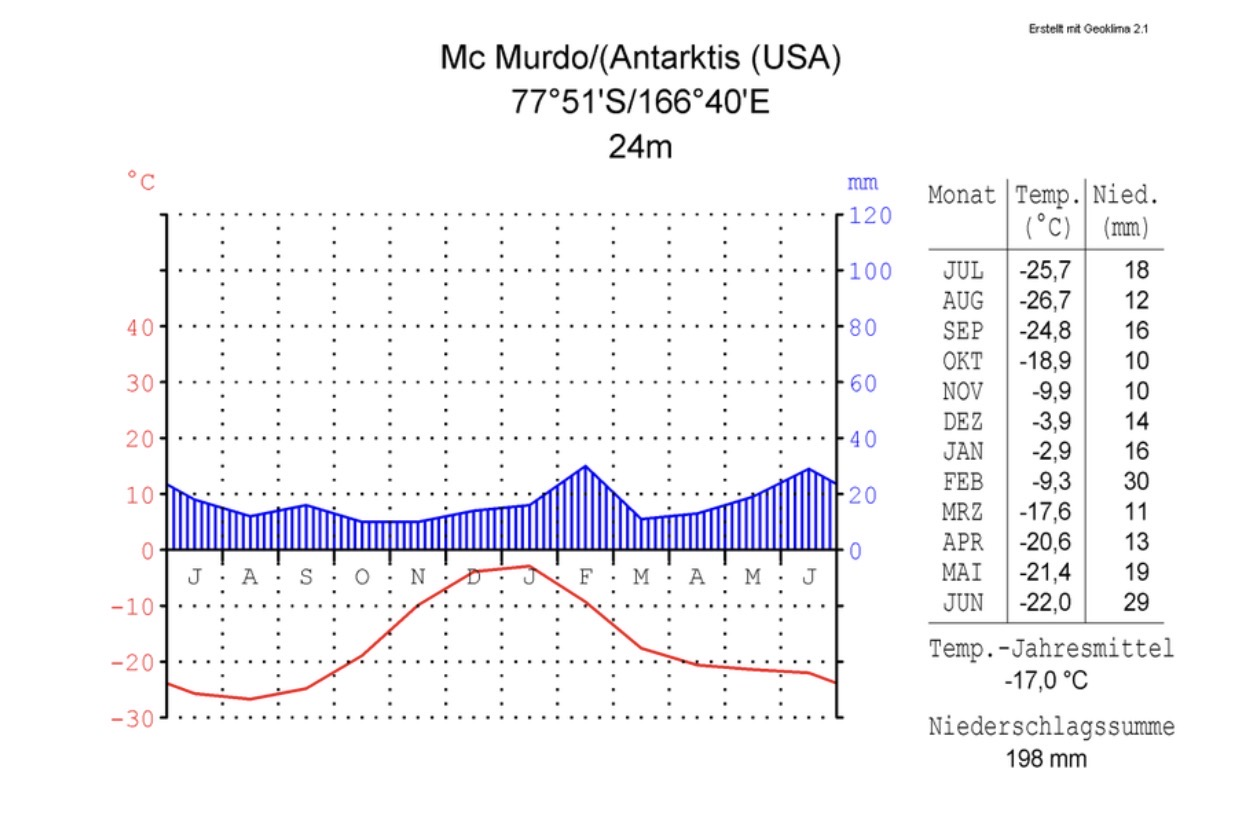 Erstellt mit Geoklima 2.1
Mc Murdo/(Antarktis (USA)
77°51'S/166°40'E
24m
°C
mm
120
100
40 80
30 60
20 40
10 20
0 0
J A S O N D J F M A M J
-10
-20
-30
Monat Temp. Nied.
(°C) (mm)
JUL -25,7 18
AUG -26,7 12
SEP -24,8 16
OKT -18,9 10
NOV -9,9 10
DEZ -3,9 14
JAN -2,9 16
FEB -9,3 30
MRZ -17,6 11
APR -20,6 13
MAI -21,4 19
JUN -22,0 29
Temp.-Jahresmittel
-17,0 °C
Niederschlagssumme
198 mm